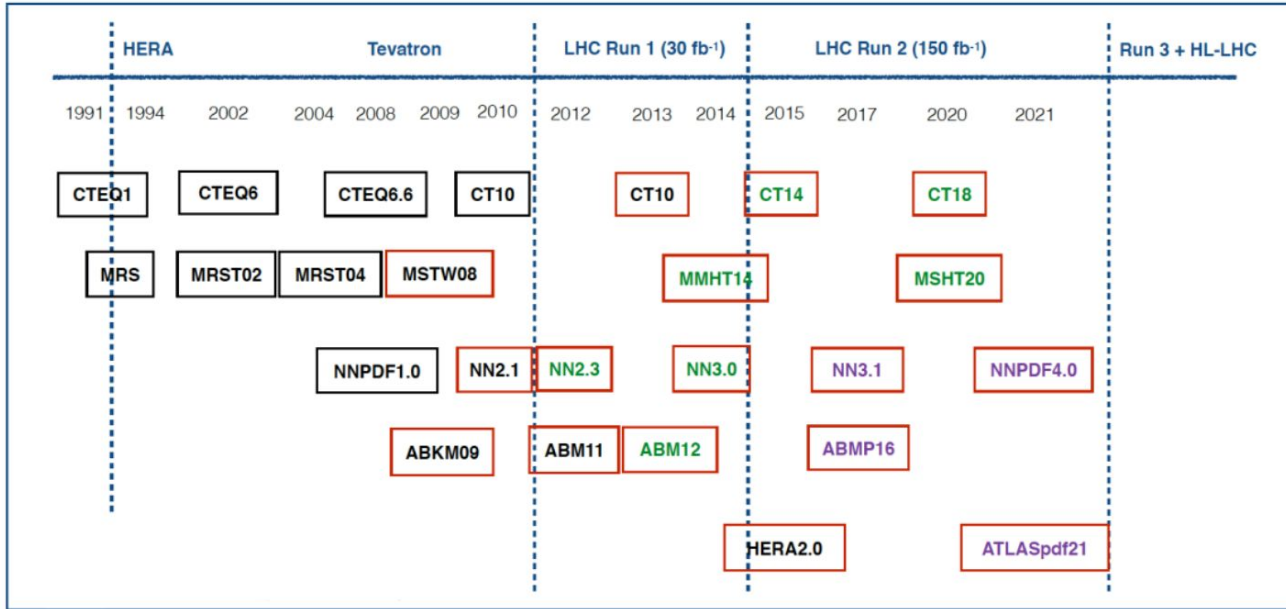 HERA Tevatron LHC Run 1 (30 fb⁻¹) LHC Run 2 (150 fb⁻¹) Run 3 + HL-LHC
1991 1994 2002 2004 2008 2009 2010 2012 2013 2014 2015 2017 2020 2021
CTEQ1 CTEQ6 CTEQ6.6 CT10 CT10 CT14 CT18
MRS MRST02 MRST04 MSTW08 MMHT14 MSHT20
NNPDF1.0 NN2.1 NN2.3 NN3.0 NN3.1 NNPDF4.0
ABKM09 ABM11 ABM12 ABMP16
HERA2.0 ATLASpdf21